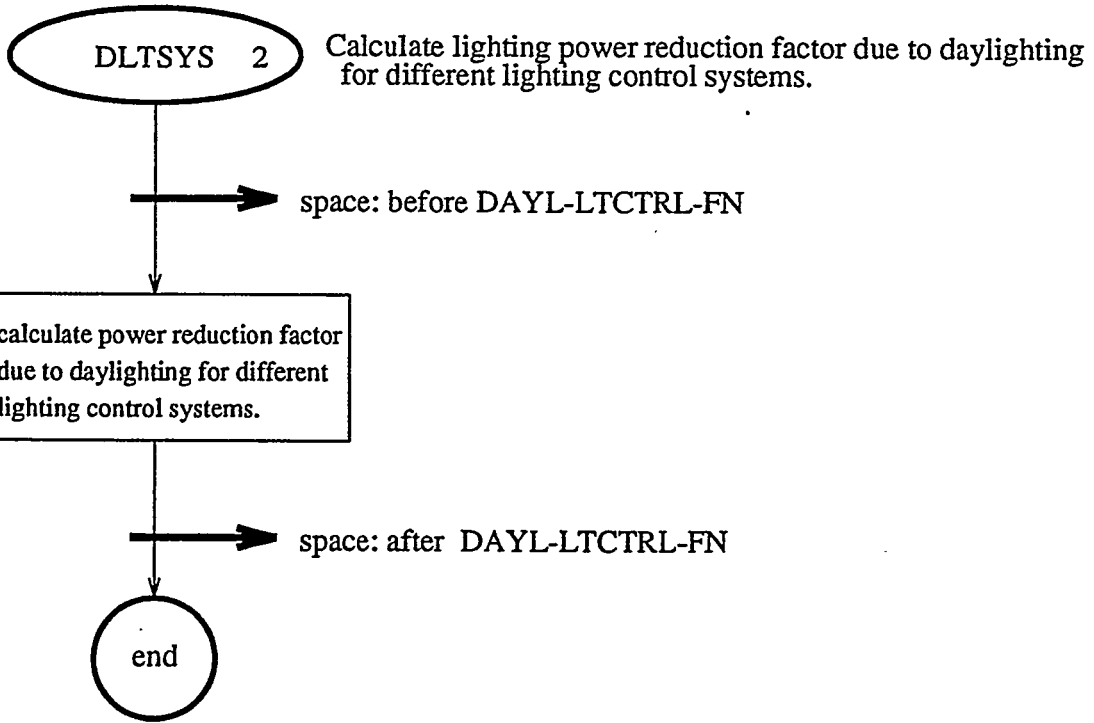 DLTSYS 2
Calculate lighting power reduction factor due to daylighting
for different lighting control systems.
space: before DAYL-LTCTRL-FN
calculate power reduction factor
due to daylighting for different
lighting control systems.
space: after DAYL-LTCTRL-FN
end